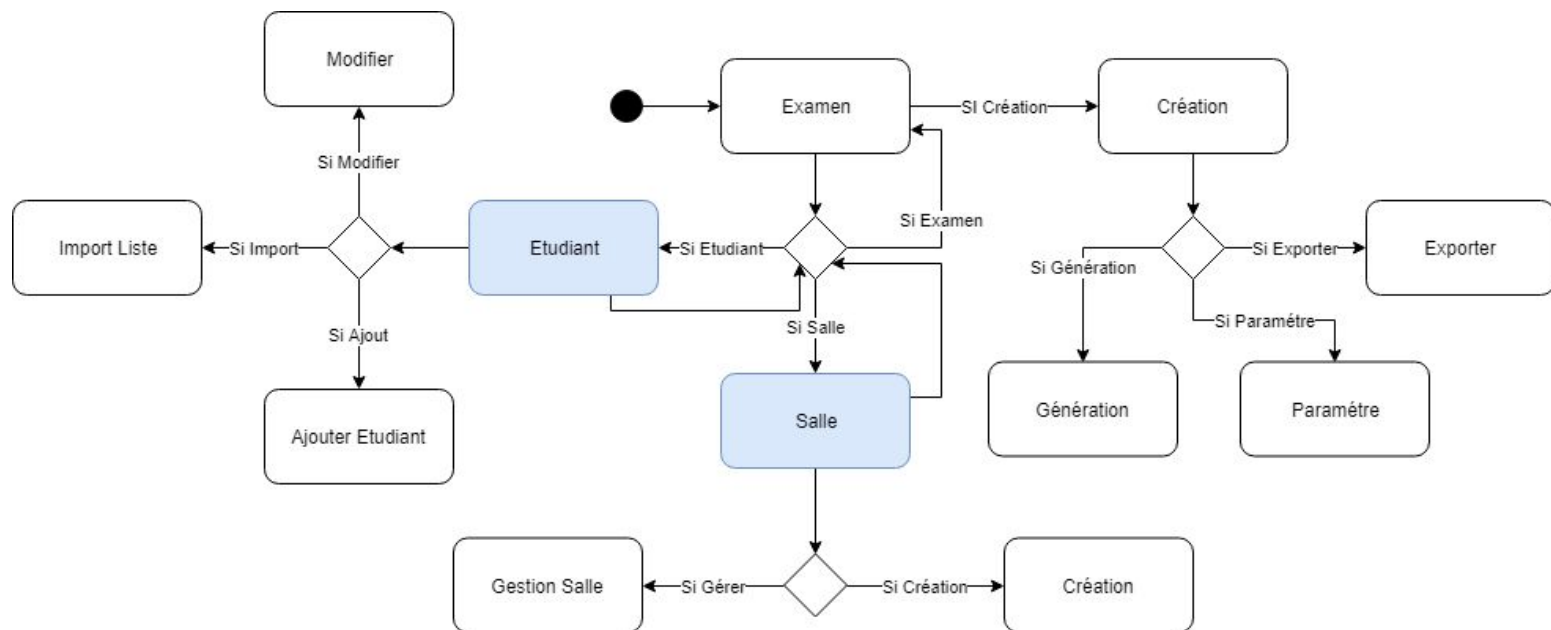 Modifier
Examen
SI Création
Création
Si Modifier
Import Liste
Si Import
Etudiant
Si Etudiant
Si Examen
Si Exporter
Exporter
Si Génération
Si Ajout
Si Salle
Si Paramétre
Ajouter Etudiant
Salle
Génération
Paramétre
Gestion Salle
Si Gérer
Si Création
Création